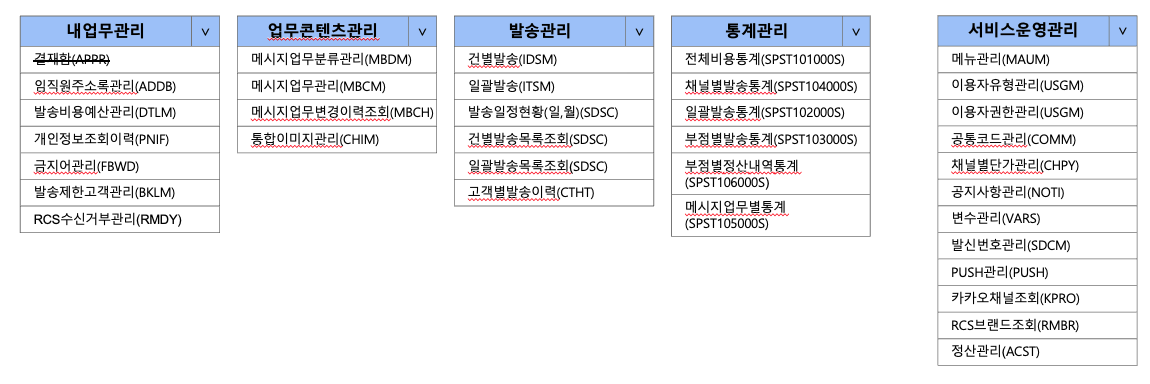 내업무관리 ∨
결재함(APPR)
임직원주소록관리(ADDB)
발송비용예산관리(DTLM)
개인정보조회이력(PNIF)
금지어관리(FBWD)
발송제한고객관리(BKLM)
RCS수신거부관리(RMDY)
업무콘텐츠관리 ∨
메시지업무분류관리(MBDM)
메시지업무관리(MBCM)
메시지업무변경이력조회(MBCH)
통합이미지관리(CHIM)
발송관리 ∨
건별발송(IDSM)
일괄발송(ITSM)
발송일정현황(일,월)(SDSC)
건별발송목록조회(SDSC)
일괄발송목록조회(SDSC)
고객별발송이력(CTHT)
통계관리 ∨
전체비용통계(SPST101000S)
채널별발송통계(SPST104000S)
일괄발송통계(SPST102000S)
부점별발송통계(SPST103000S)
부점별정산내역통계
(SPST106000S)
메시지업무별통계
(SPST105000S)
서비스운영관리 ∨
메뉴관리(MAUM)
이용자유형관리(USGM)
이용자권한관리(USGM)
공통코드관리(COMM)
채널별단가관리(CHPY)
공지사항관리(NOTI)
변수관리(VARS)
발신번호관리(SDCM)
PUSH관리(PUSH)
카카오채널조회(KPRO)
RCS브랜드조회(RMBR)
정산관리(ACST)